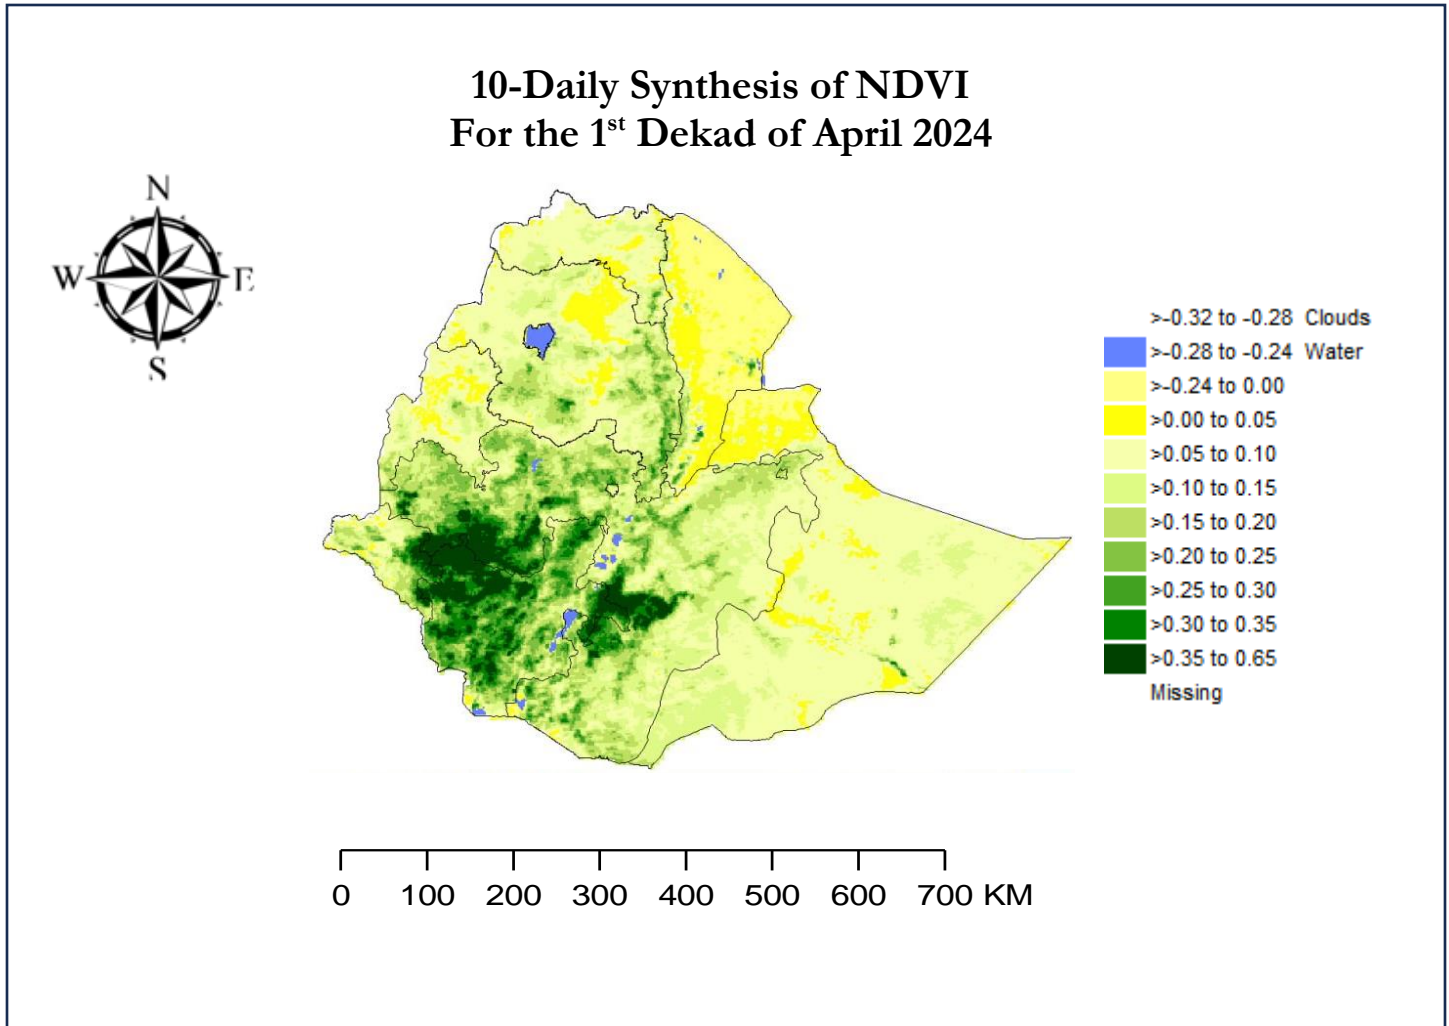 10-Daily Synthesis of NDVI
For the 1st Dekad of April 2024
N
W
E
S
>-0.32 to -0.28 Clouds
>-0.28 to -0.24 Water
>-0.24 to 0.00
>0.00 to 0.05
>0.05 to 0.10
>0.10 to 0.15
>0.15 to 0.20
>0.20 to 0.25
>0.25 to 0.30
>0.30 to 0.35
>0.35 to 0.65
Missing
0 100 200 300 400 500 600 700 KM